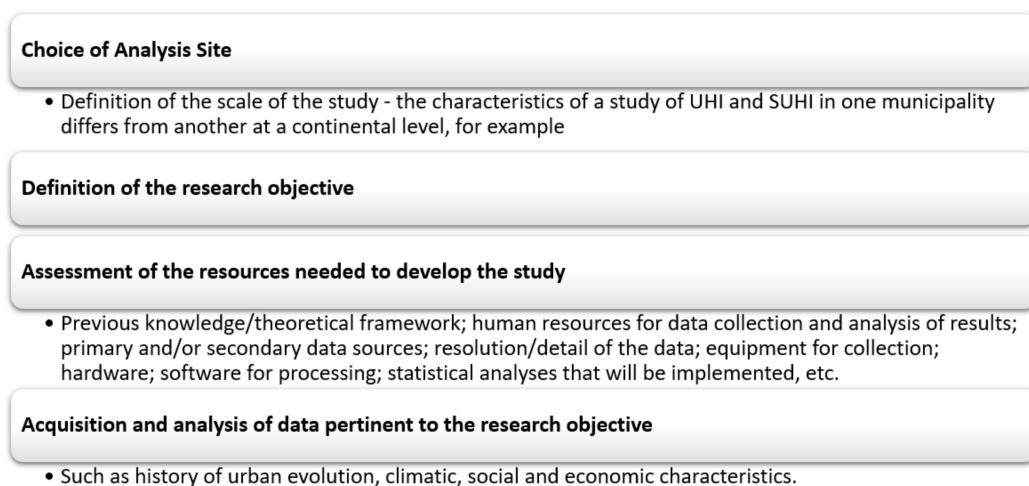 Choice of Analysis Site
• Definition of the scale of the study - the characteristics of a study of UHI and SUHI in one municipality
differs from another at a continental level, for example
Definition of the research objective
Assessment of the resources needed to develop the study
• Previous knowledge/theoretical framework; human resources for data collection and analysis of results;
primary and/or secondary data sources; resolution/detail of the data; equipment for collection;
hardware; software for processing; statistical analyses that will be implemented, etc.
Acquisition and analysis of data pertinent to the research objective
• Such as history of urban evolution, climatic, social and economic characteristics.